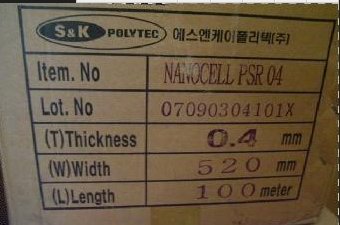 S&K POLYTEC 에스엔케이폴리텍(주)
Item. No NANOCELL PSR 04
Lot. No 07090304101X
(T)Thickness 0.4 mm
(W)Width 520 mm
(L)Length 100 meter